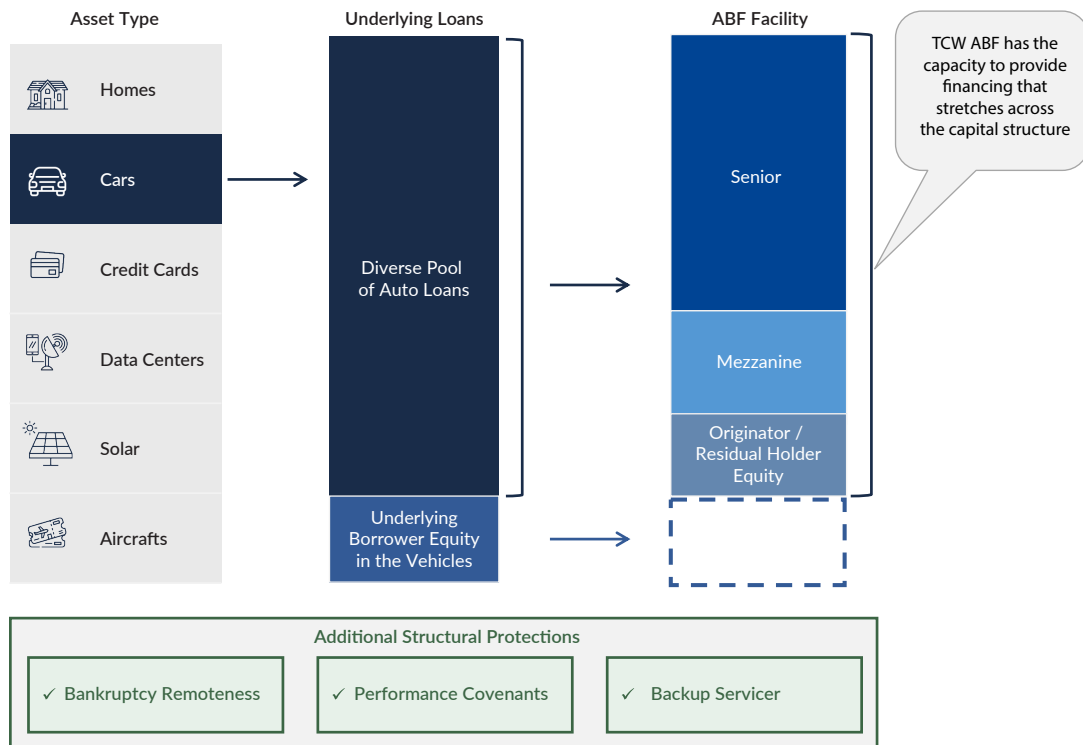 Asset Type
Underlying Loans
ABF Facility
TCW ABF has the
capacity to provide
financing that
stretches across
the capital structure
Homes
Cars
Credit Cards
Data Centers
Solar
Aircrafts
Diverse Pool
of Auto Loans
Underlying
Borrower Equity
in the Vehicles
Senior
Mezzanine
Originator /
Residual Holder
Equity
Additional Structural Protections
✓ Bankruptcy Remoteness
✓ Performance Covenants
✓ Backup Servicer